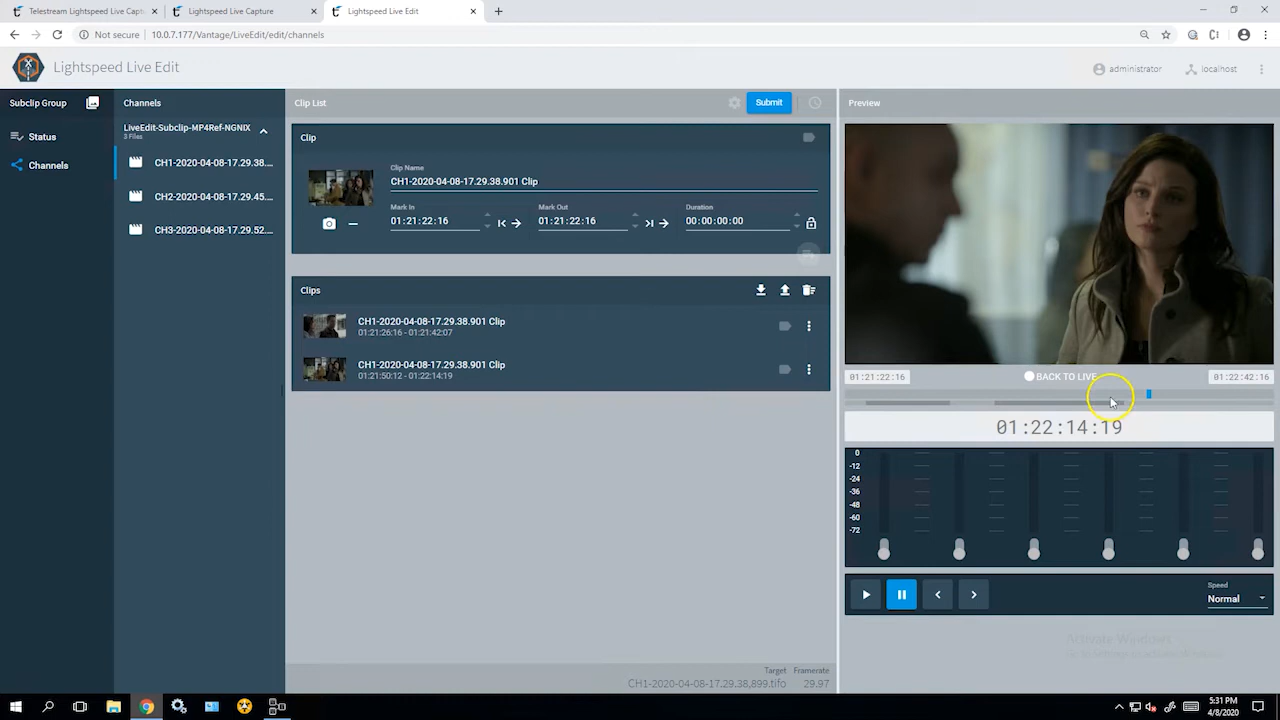 Telestream Lightspeed Live Captu
Lightspeed Live Capture
Lightspeed Live Edit
Not secure
10.0.7.177/Vantage/LiveEdit/edit/channels
Lightspeed Live Edit
administrator
localhost
Subclip Group
Channels
Clip List
Submit
Preview
Status
Channels
LiveEdit-Subclip-MP4Ref-NGNIX
3 Files
CH1-2020-04-08-17.29.38....
CH2-2020-04-08-17.29.45....
CH3-2020-04-08-17.29.52....
Clip
Clip Name
CH1-2020-04-08-17.29.38.901 Clip
Mark In
Mark Out
Duration
01:21:22:16
01:21:22:16
00:00:00:00
Clips
CH1-2020-04-08-17.29.38.901 Clip
01:21:26:16 - 01:21:42:07
CH1-2020-04-08-17.29.38.901 Clip
01:21:50:12 - 01:22:14:19
01:21:22:16
BACK TO LIVE
01:22:42:16
01:22:14:19
0
-12
-24
-36
-48
-60
-72
Speed
Normal
Activate Windows
Target
Framerate
CH1-2020-04-08-17.29.38,899.tifo
29.97
5:31 PM
4/8/2020